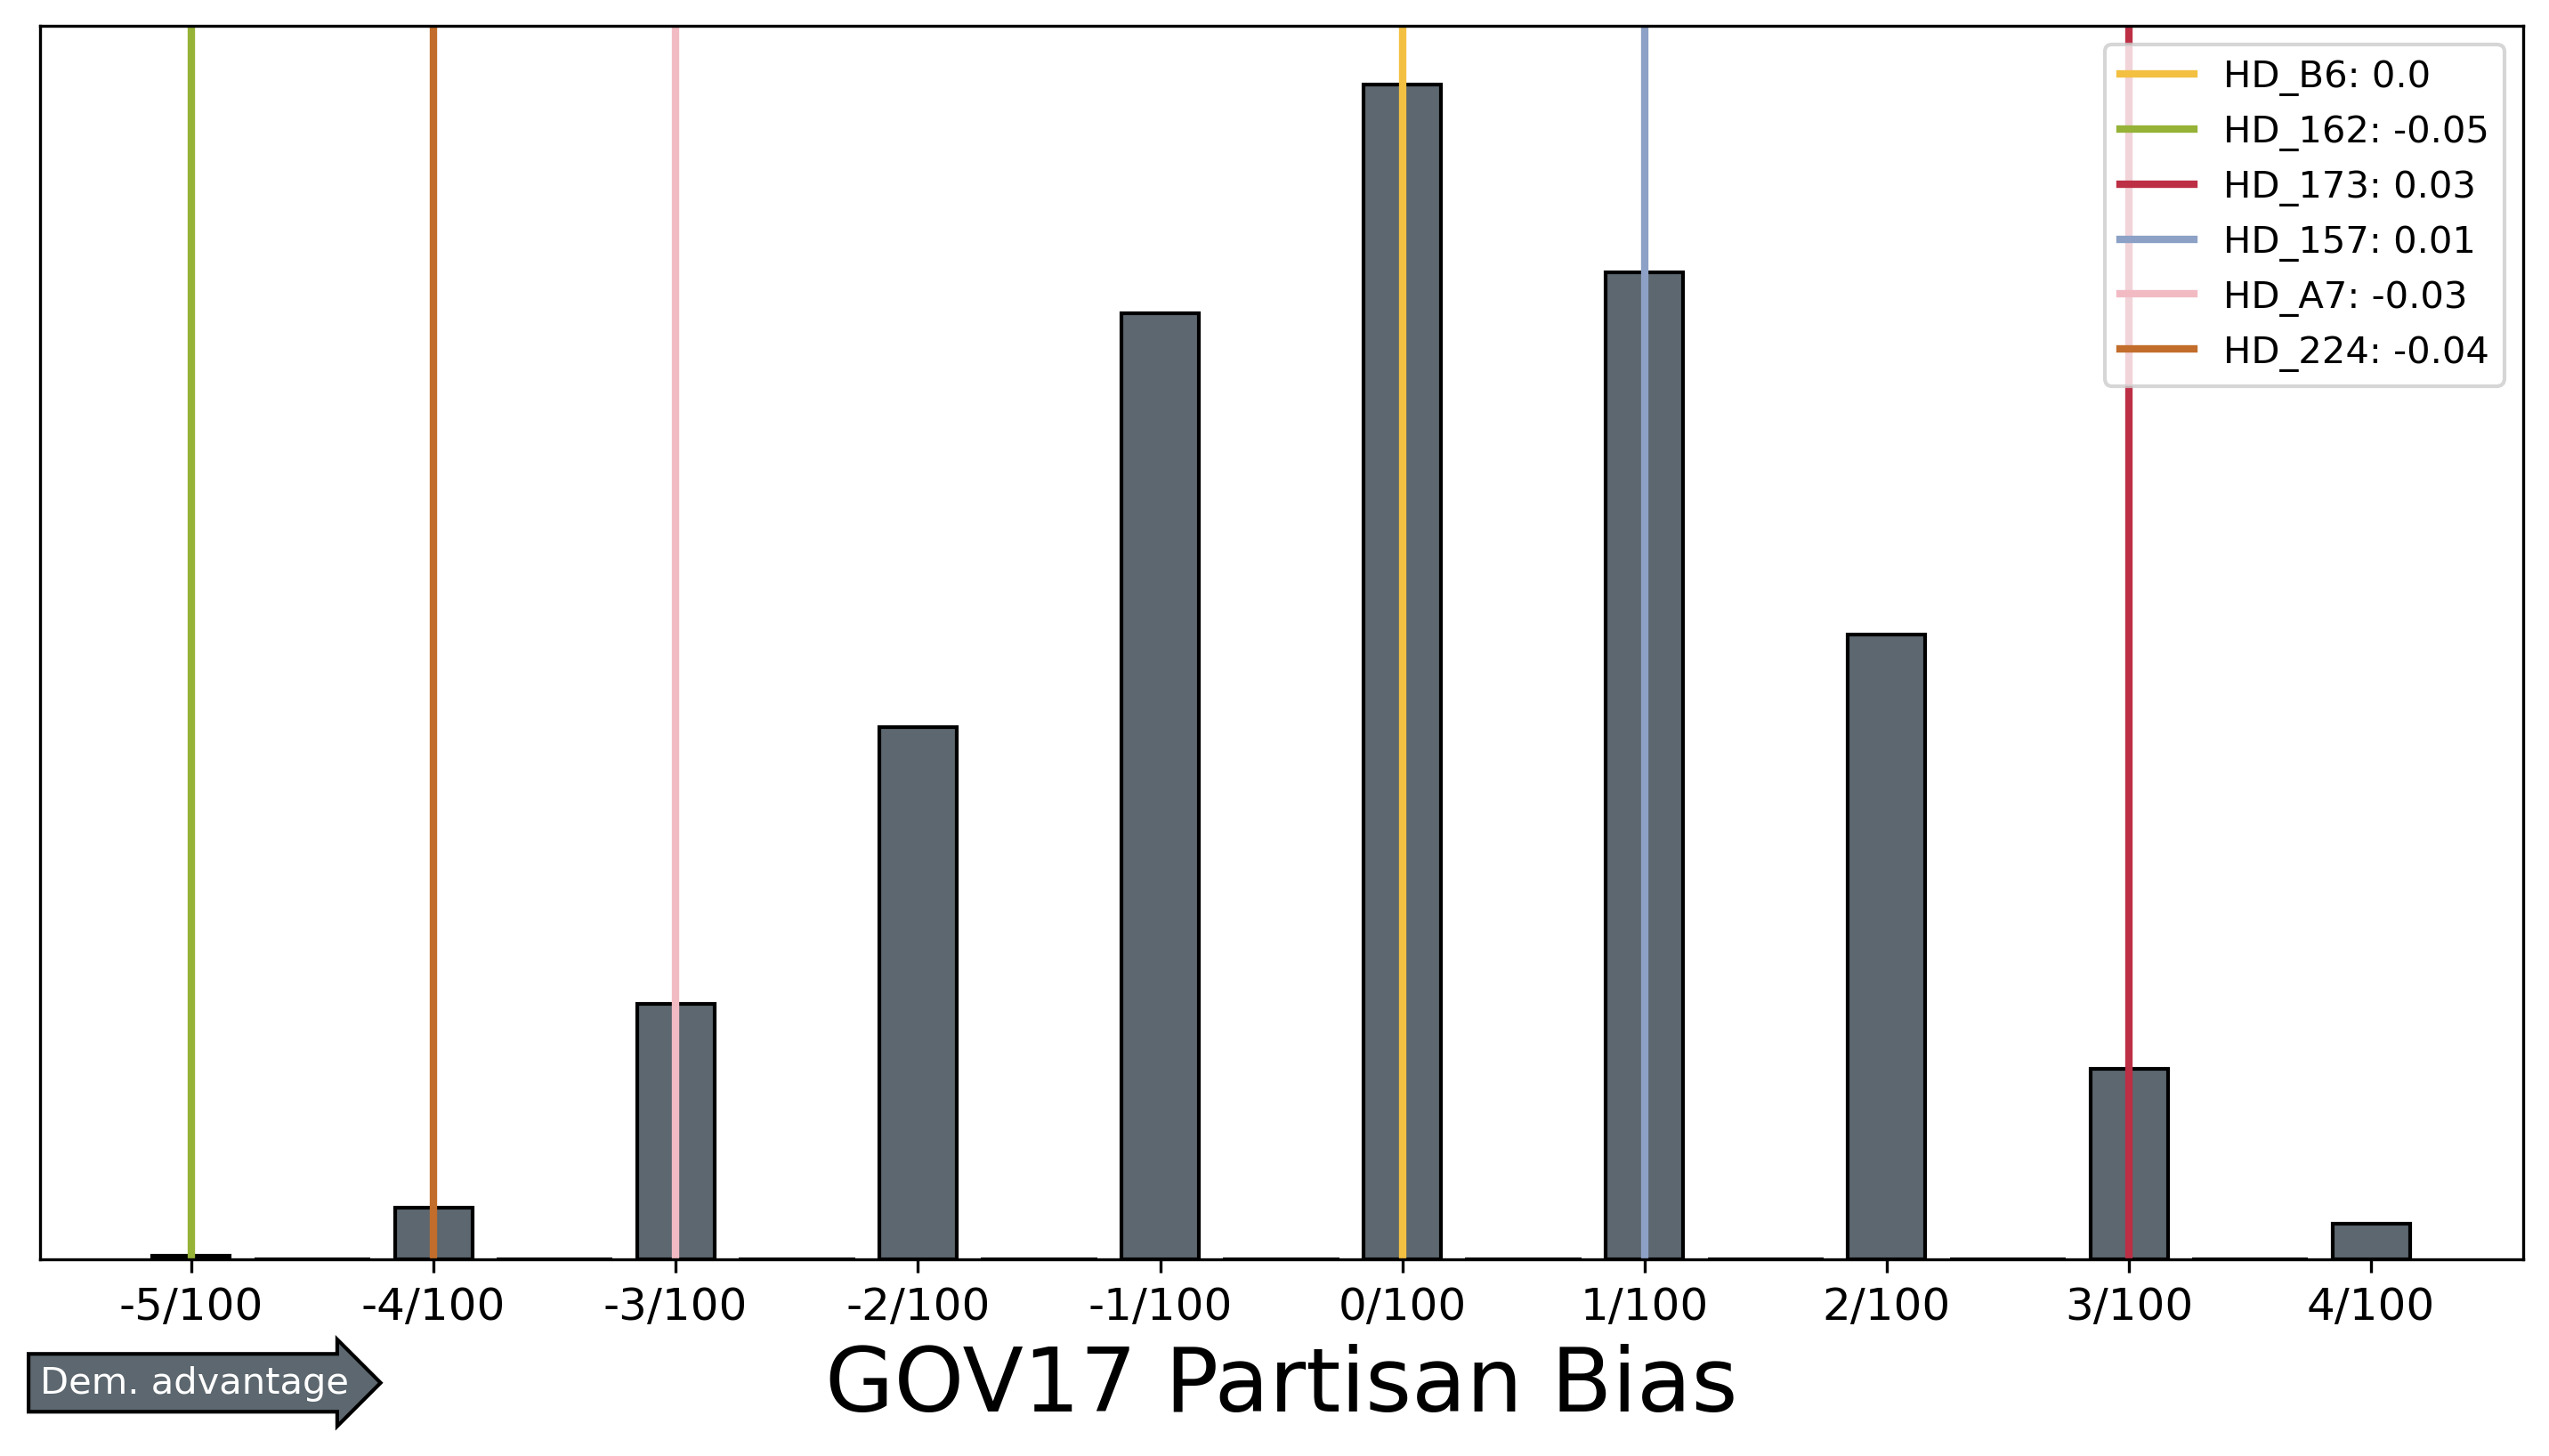 HD_B6: 0.0
HD_162: -0.05
HD_173: 0.03
HD_157: 0.01
HD_A7: -0.03
HD_224: -0.04
-5/100 -4/100 -3/100 -2/100 -1/100 0/100 1/100 2/100 3/100 4/100
Dem. advantage
GOV17 Partisan Bias